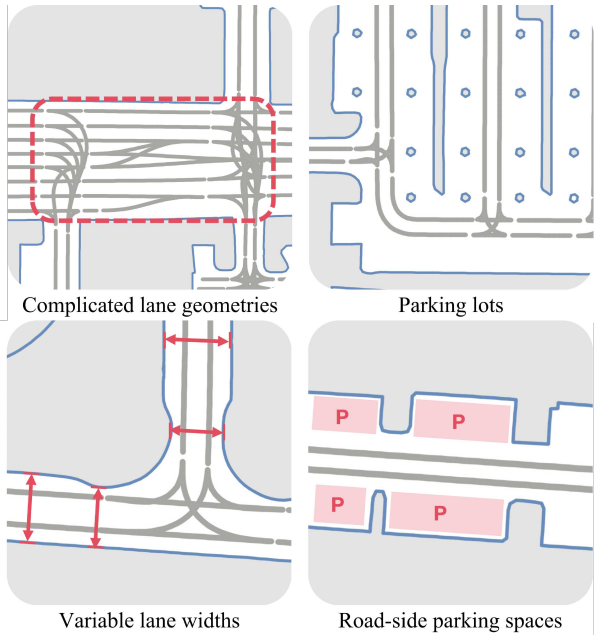 Complicated lane geometries
Parking lots
P
P
P
P
Variable lane widths
Road-side parking spaces